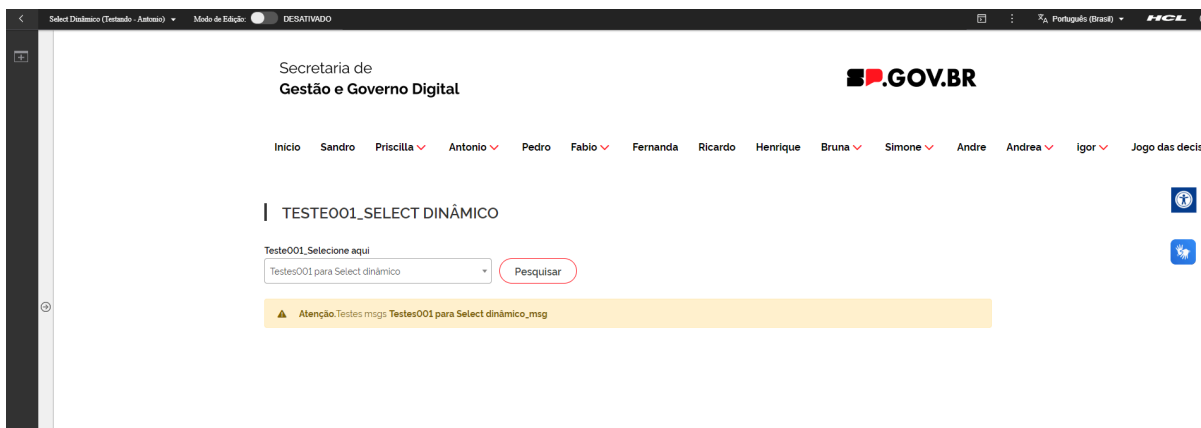 Select Dinâmico (Testando - Antonio) Modo de Edição: DESATIVADO Português (Brasil) HCL
Secretaria de
Gestão e Governo Digital
SP.GOV.BR
Início Sandro Priscilla Antonio Pedro Fabio Fernanda Ricardo Henrique Bruna Simone Andre Andrea igor Jogo das decis
TESTE001_SELECT DINÂMICO
Teste001_Selecione aqui
Testes001 para Select dinâmico Pesquisar
Atenção.Testes msgs Testes001 para Select dinâmico_msg